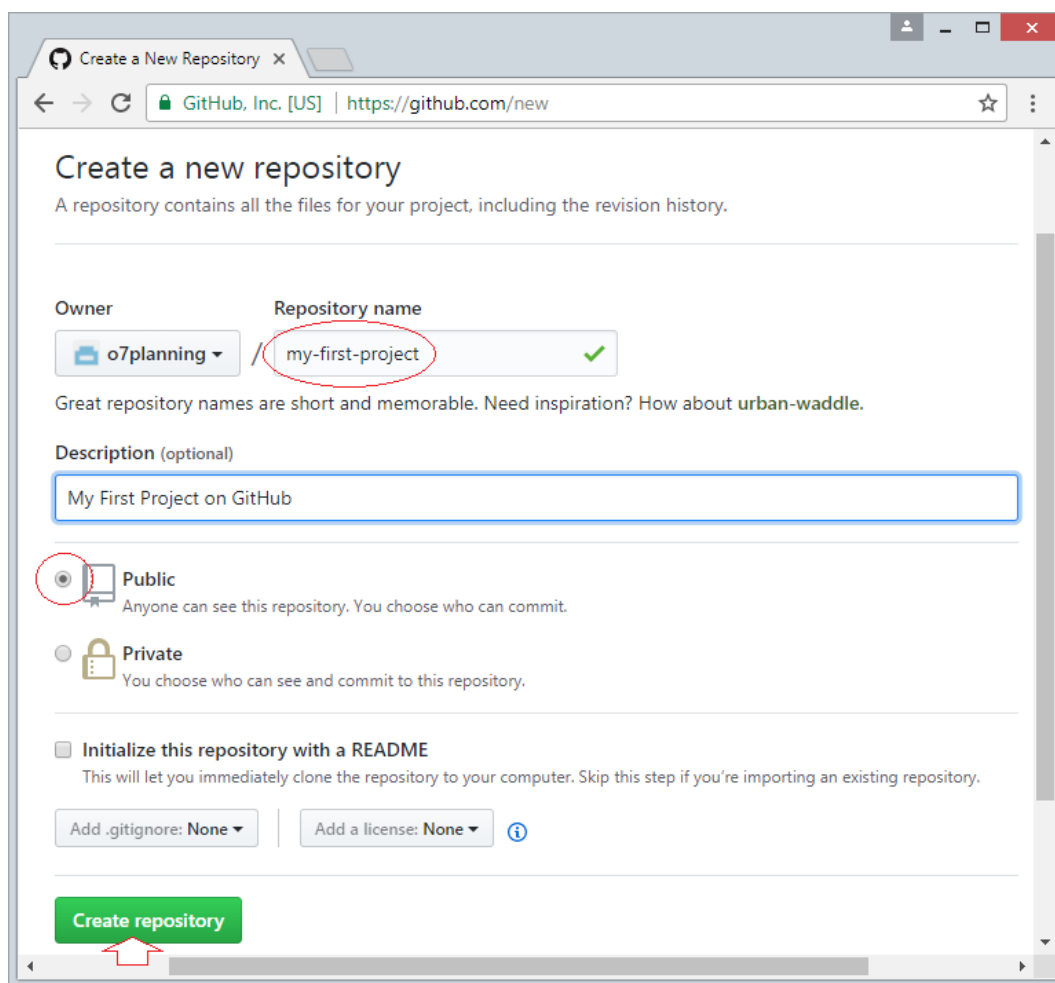 Create a New Repository
GitHub, Inc. [US] | https://github.com/new
Create a new repository
A repository contains all the files for your project, including the revision history.
Owner Repository name
o7planning / my-first-project
Great repository names are short and memorable. Need inspiration? How about urban-waddle.
Description (optional)
My First Project on GitHub
Public
Anyone can see this repository. You choose who can commit.
Private
You choose who can see and commit to this repository.
Initialize this repository with a README
This will let you immediately clone the repository to your computer. Skip this step if you're importing an existing repository.
Add .gitignore: None Add a license: None
Create repository